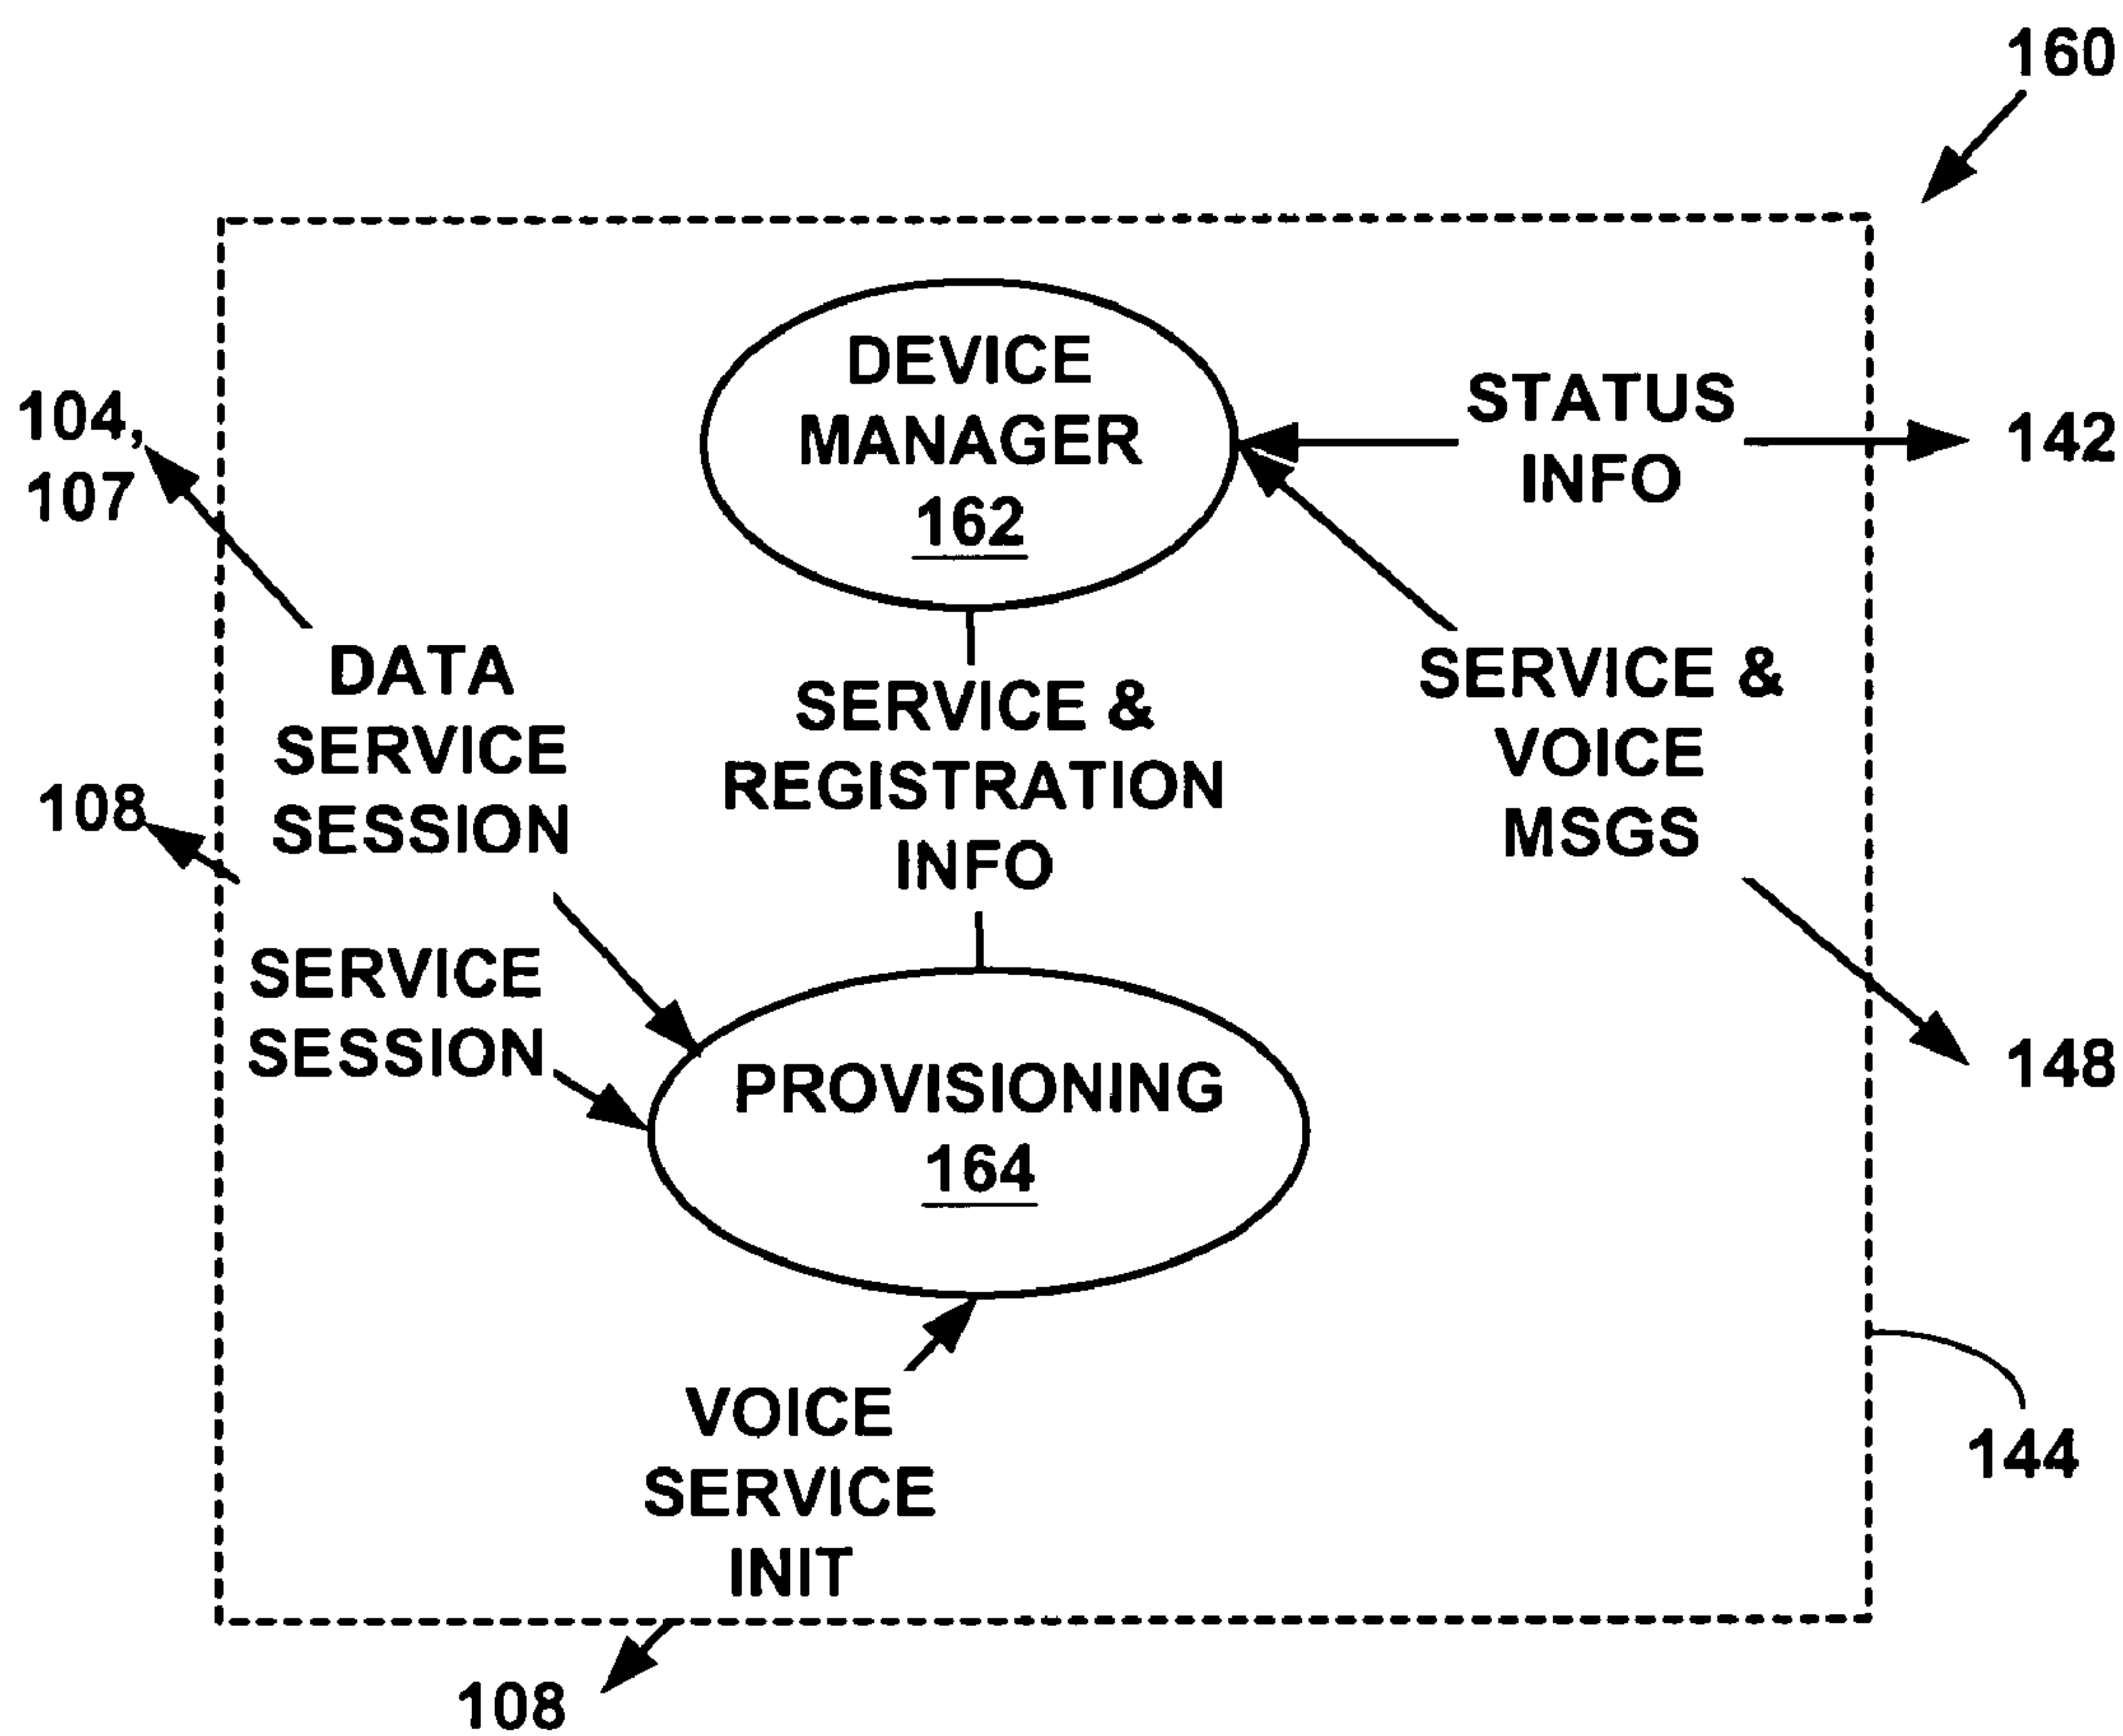 160
DEVICE
MANAGER
162
STATUS
INFO
142
104,
107
DATA
SERVICE
SESSION
SERVICE &
REGISTRATION
INFO
SERVICE &
VOICE
MSGS
108
SERVICE
SESSION
PROVISIONING
164
148
VOICE
SERVICE
INIT
144
108